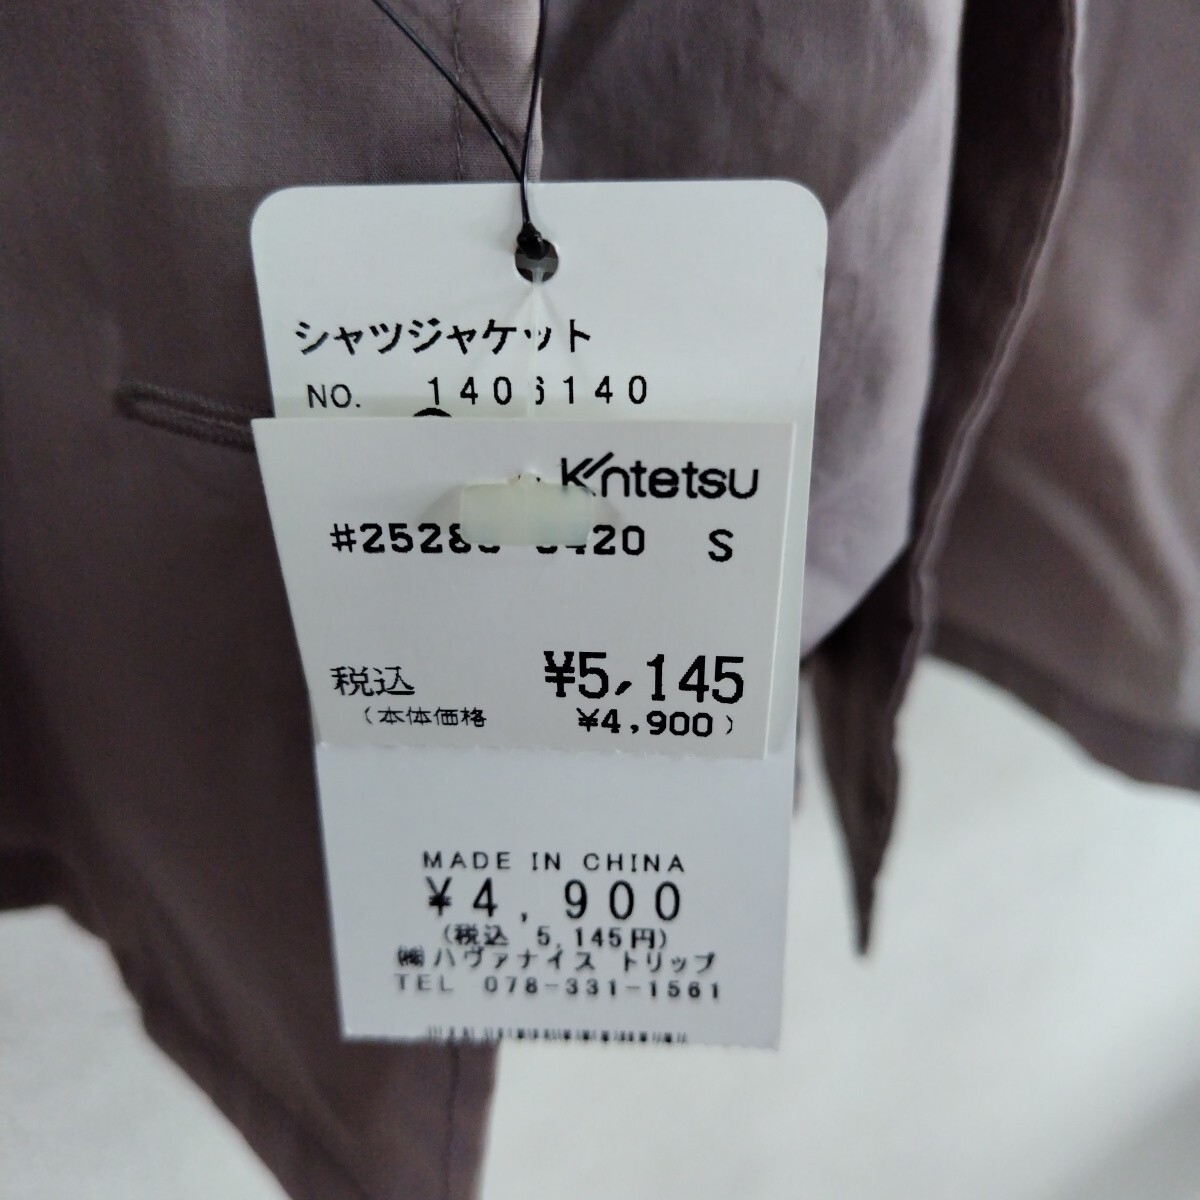 シャツジャケット
NO. 1406140
Kintetsu
S
税込 ¥5,145
(本体価格 ¥4,900)
MADE IN CHINA
¥4,900
(税込 5,145円)
㈱ハヴァナイス トリップ
TEL 078-331-1561